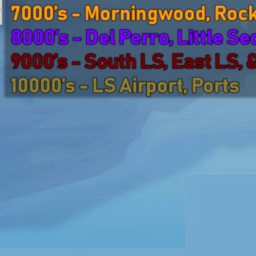 7000's - Morningwood, Rock
8000's - Del Perro, Little Se
9000's - South LS, East LS, &
10000's - LS Airport, Ports